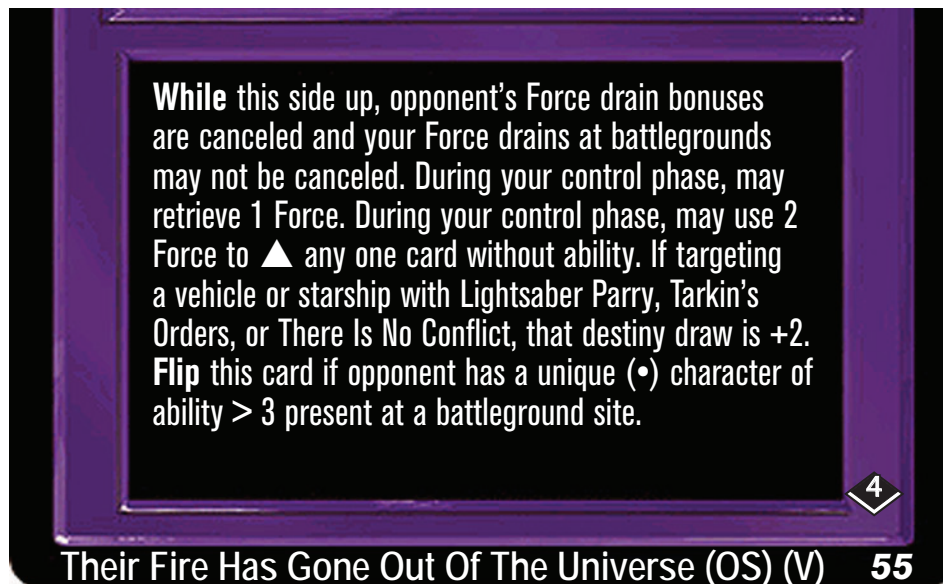 While this side up, opponent's Force drain bonuses
are canceled and your Force drains at battlegrounds
may not be canceled. During your control phase, may
retrieve 1 Force. During your control phase, may use 2
Force to ▲ any one card without ability. If targeting
a vehicle or starship with Lightsaber Parry, Tarkin's
Orders, or There Is No Conflict, that destiny draw is +2.
Flip this card if opponent has a unique (•) character of
ability > 3 present at a battleground site.
4
Their Fire Has Gone Out Of The Universe (OS) (V) 55